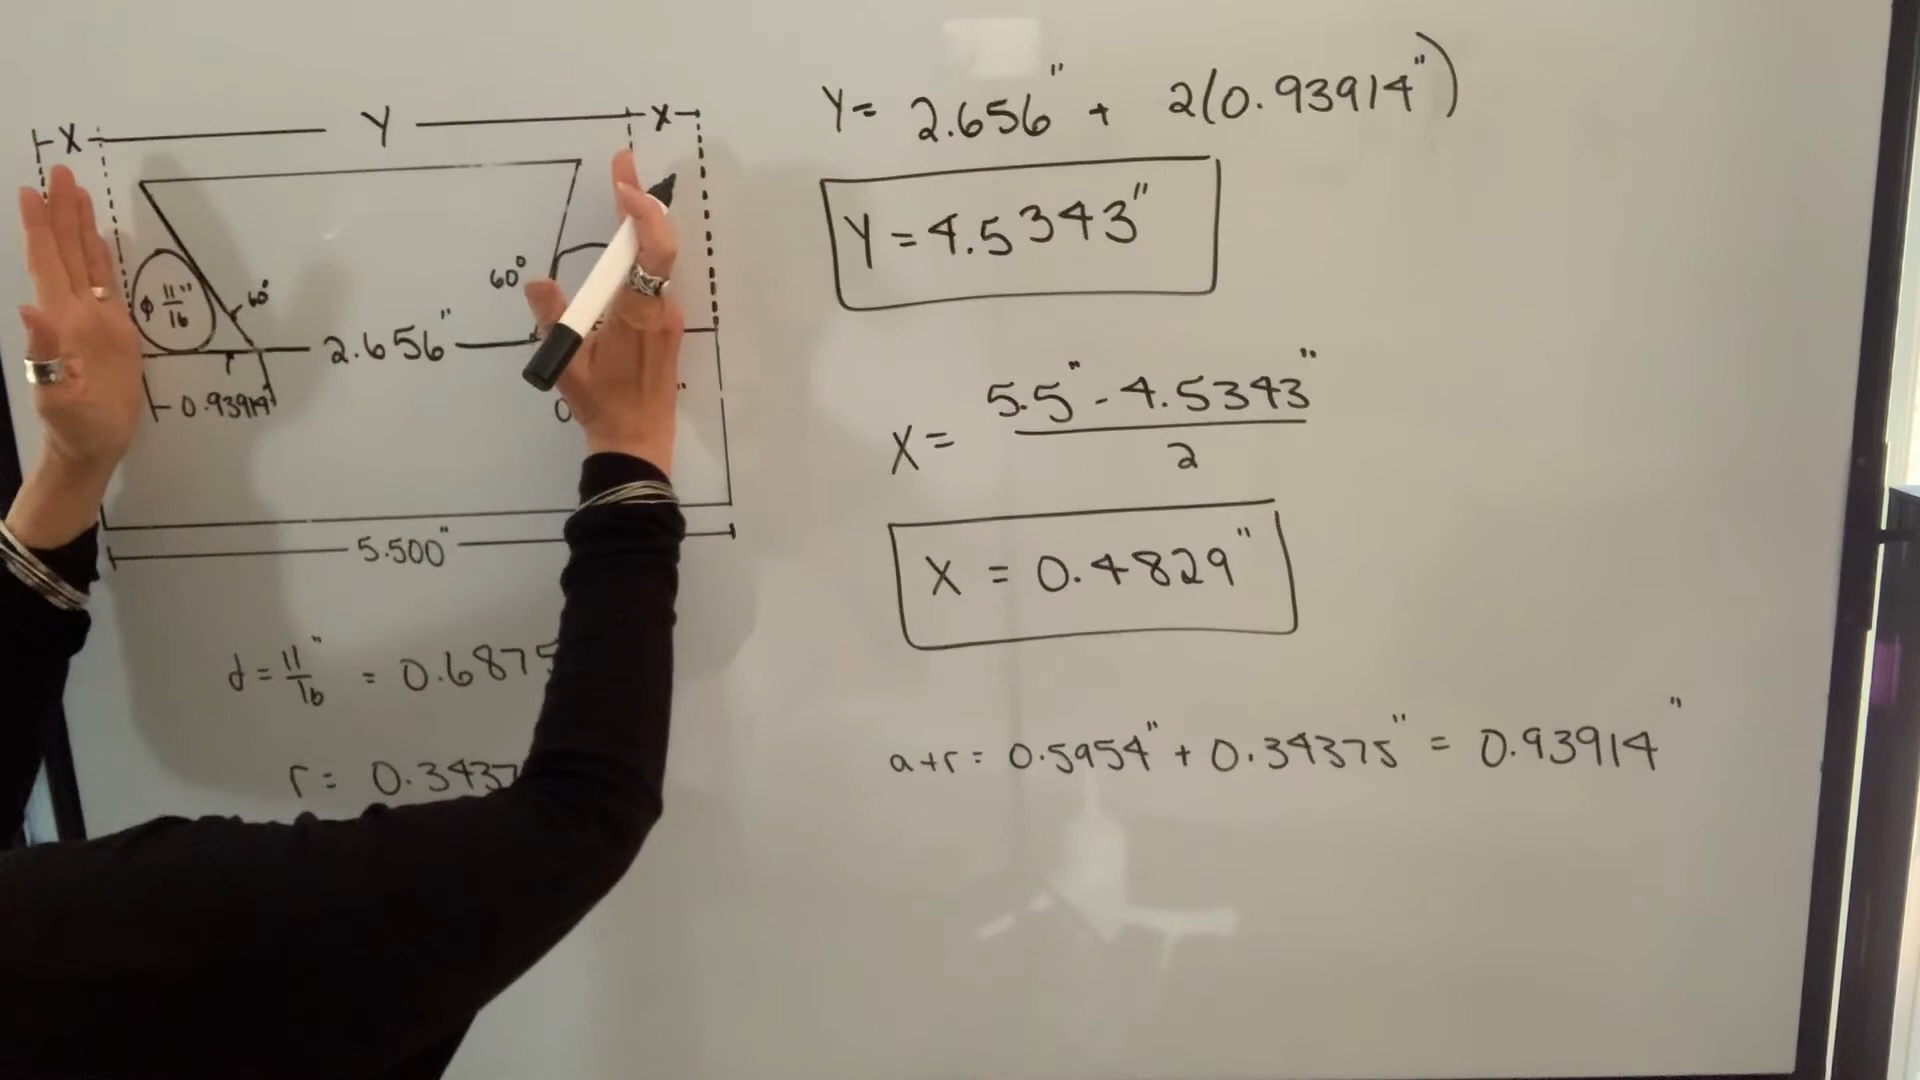 X Y X
Φ 11/16" 60° 60°
2.656"
0.93914"
5.500"
d = 11/16" = 0.6875
r = 0.3437
Y = 2.656" + 2(0.93914")
Y = 4.5343"
X = 5.5" - 4.5343" / 2
X = 0.4829"
a+r = 0.5954" + 0.34375" = 0.93914"